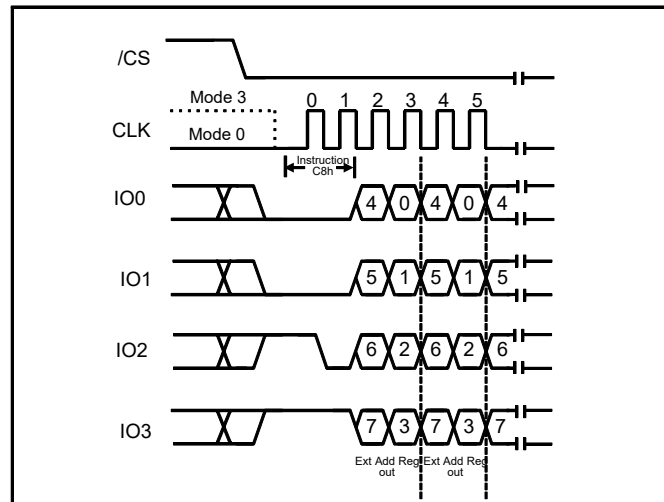 /CS
Mode 3
0 1 2 3 4 5
CLK
Mode 0
Instruction
C8h
IO0
4 0 4 0 4
IO1
5 1 5 1 5
IO2
6 2 6 2 6
IO3
7 3 7 3 7
Ext Add Reg Ext Add Reg
out out